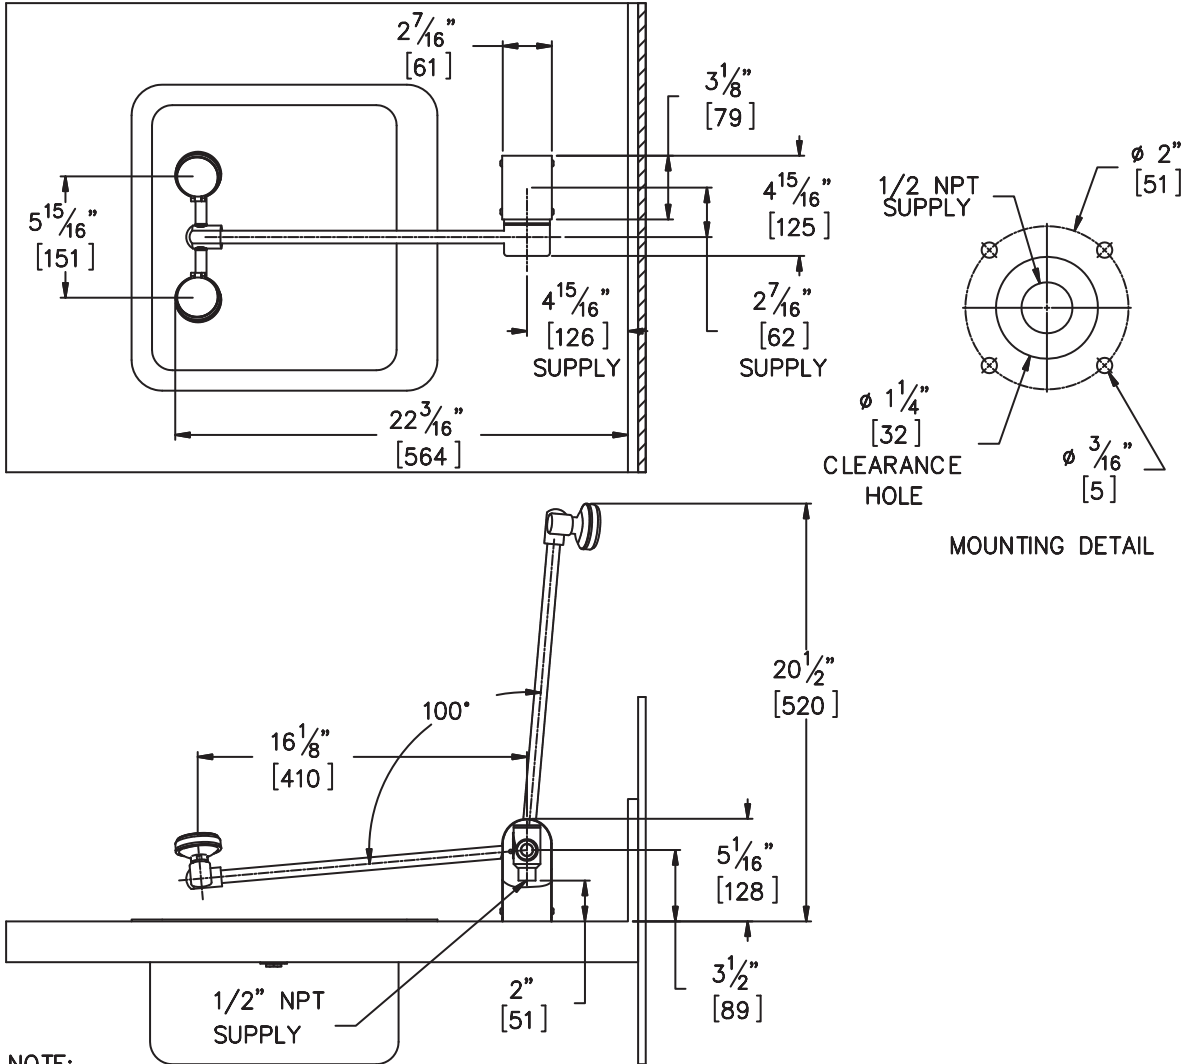 2 7/16"
[61]
3 1/8"
[79]
4 15/16"
[125]
5 15/16"
[151]
4 15/16"
[126]
SUPPLY
2 7/16"
[62]
SUPPLY
22 3/16"
[564]
1/2 NPT
SUPPLY
ø 2"
[51]
ø 1 1/4"
[32]
CLEARANCE
HOLE
ø 3/16"
[5]
MOUNTING DETAIL
20 1/2"
[520]
100°
16 1/8"
[410]
5 1/16"
[128]
3 1/2"
[89]
2"
[51]
1/2" NPT
SUPPLY
NOTE: